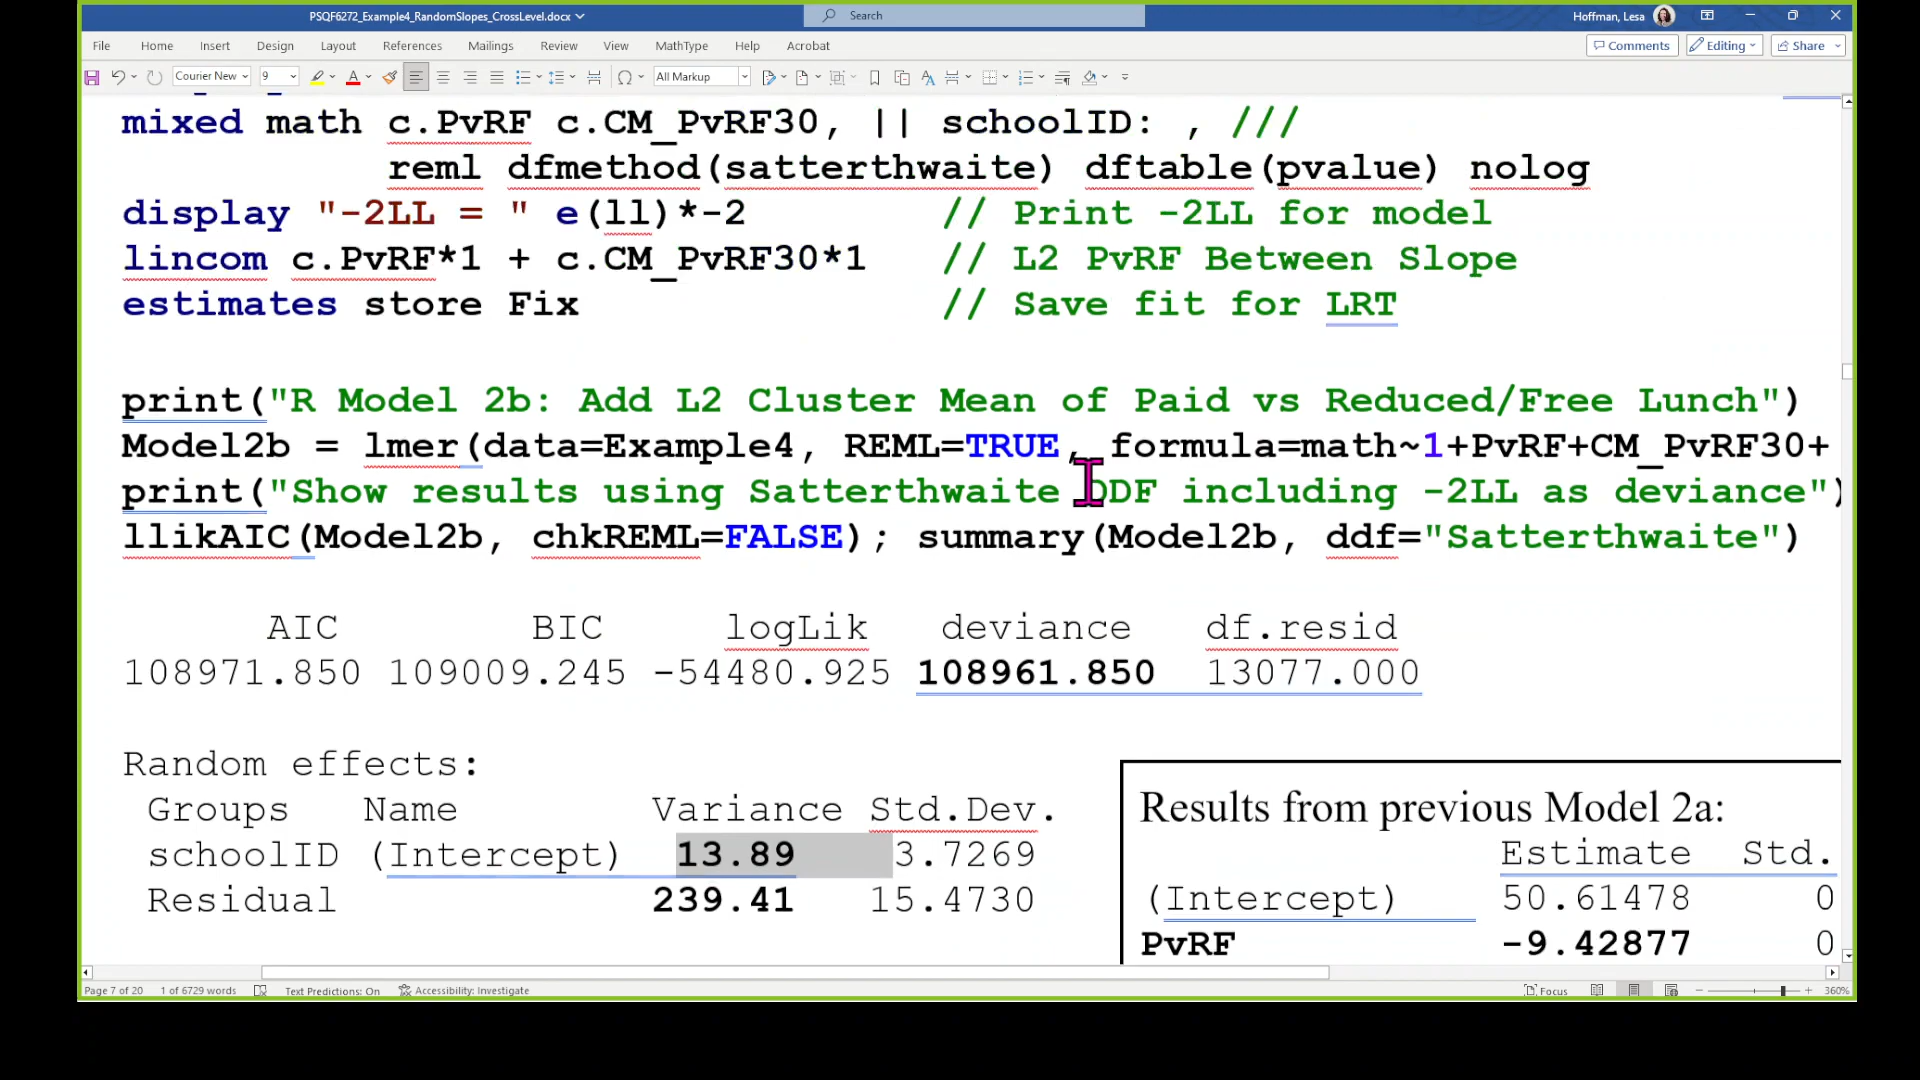 PSQF6272_Example4_RandomSlopes_CrossLevel.docx
Search
Hoffman, Lesa
File Home Insert Design Layout References Mailings Review View MathType Help Acrobat
Comments Editing Share
Courier New 9 All Markup
mixed math c.PvRF c.CM_PvRF30, || schoolID: , ///
reml dfmethod(satterthwaite) dftable(pvalue) nolog
display "-2LL = " e(ll)*-2 // Print -2LL for model
lincom c.PvRF*1 + c.CM_PvRF30*1 // L2 PvRF Between Slope
estimates store Fix // Save fit for LRT
print("R Model 2b: Add L2 Cluster Mean of Paid vs Reduced/Free Lunch")
Model2b = lmer(data=Example4, REML=TRUE, formula=math~1+PvRF+CM_PvRF30+
print("Show results using Satterthwaite DDF including -2LL as deviance")
llikAIC(Model2b, chkREML=FALSE); summary(Model2b, ddf="Satterthwaite")
AIC BIC logLik deviance df.resid
108971.850 109009.245 -54480.925 108961.850 13077.000
Random effects:
Groups Name Variance Std.Dev.
schoolID (Intercept) 13.89 3.7269
Residual 239.41 15.4730
Results from previous Model 2a:
Estimate Std.
(Intercept) 50.61478 0
PvRF -9.42877 0
Page 7 of 20 1 of 6729 words Text Predictions: On Accessibility: Investigate Focus 360%